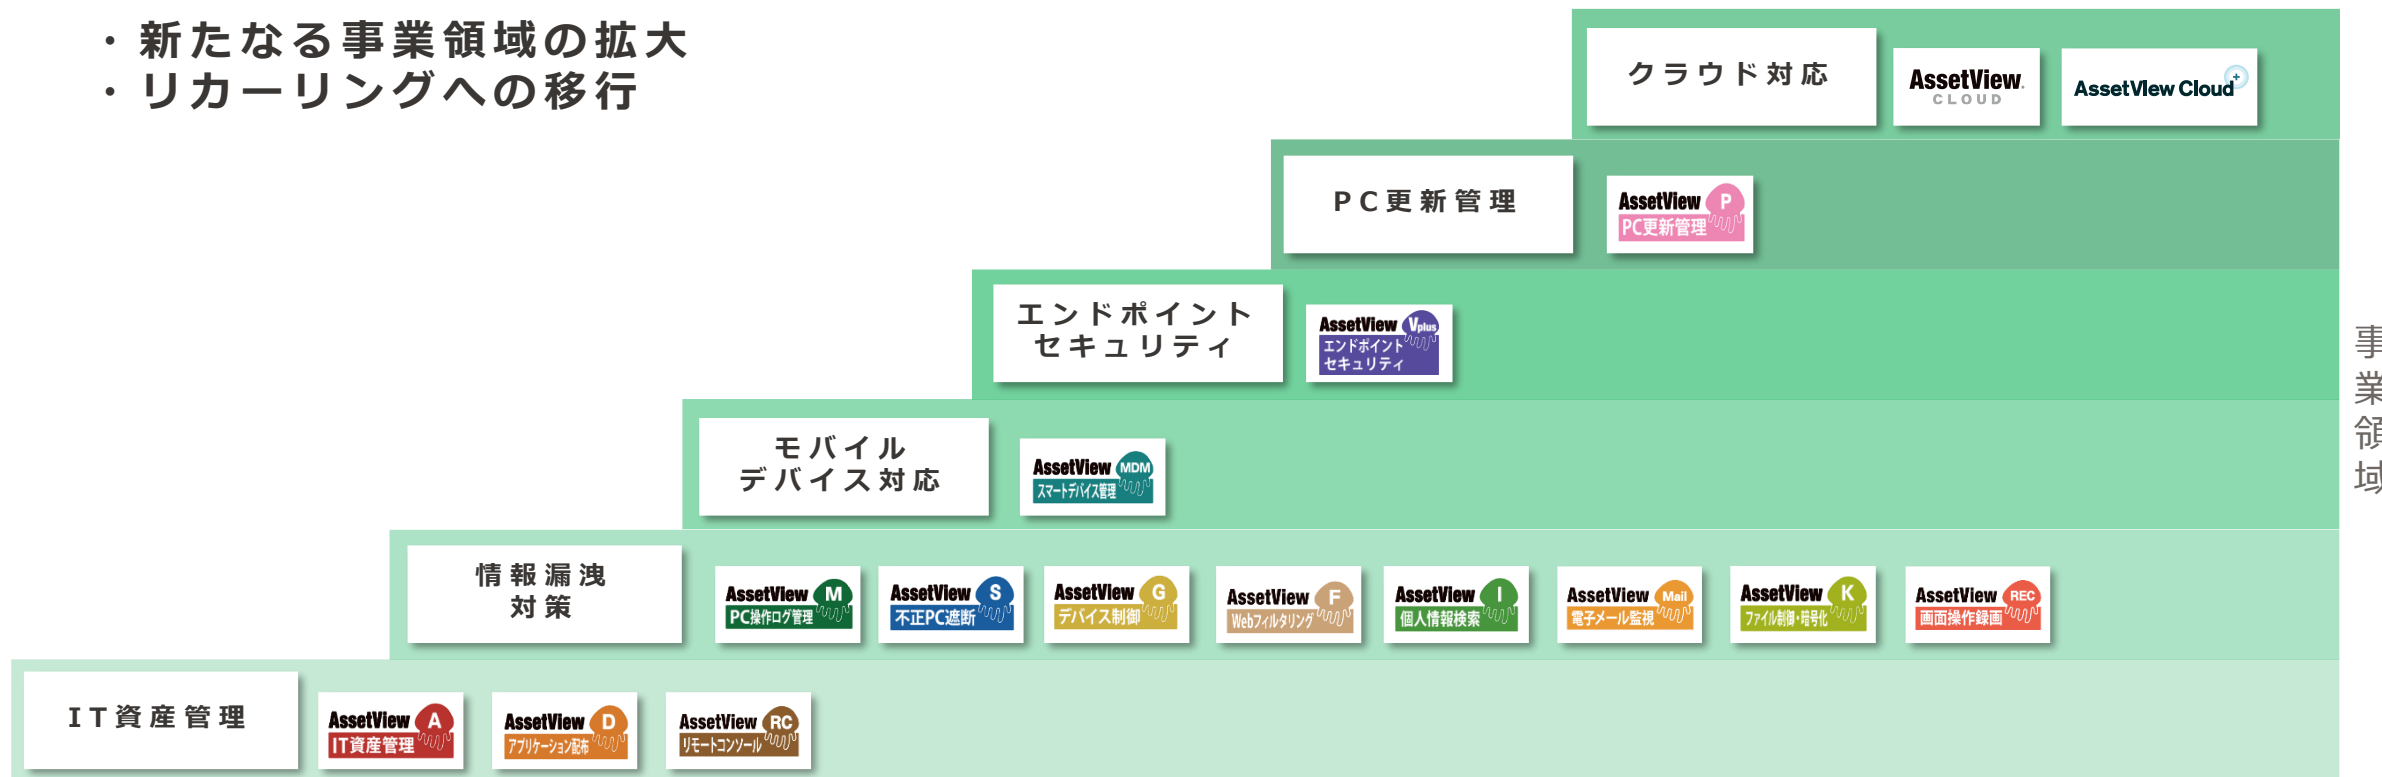 ・新たなる事業領域の拡大
・リカーリングへの移行
クラウド対応
AssetView
CLOUD
AssetView Cloud+
PC更新管理
AssetView P
PC更新管理
エンドポイント
セキュリティ
AssetView Vplus
エンドポイント
セキュリティ
モバイル
デバイス対応
AssetView MDM
スマートデバイス管理
情報漏洩
対策
AssetView M
PC操作ログ管理
AssetView S
不正PC遮断
AssetView G
デバイス制御
AssetView F
Webフィルタリング
AssetView I
個人情報検索
AssetView Mail
電子メール監視
AssetView K
ファイル制御・暗号化
AssetView REC
画面操作録画
IT資産管理
AssetView A
IT資産管理
AssetView D
アプリケーション配布
AssetView RC
リモートコンソール
事業領域